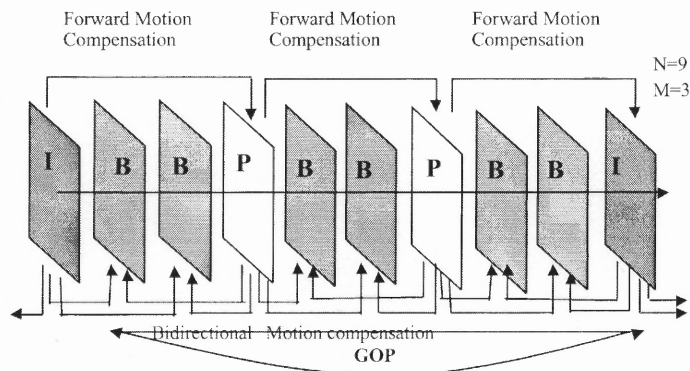 Forward Motion
Compensation
Forward Motion
Compensation
Forward Motion
Compensation
N=9
M=3
I B B P B B P B B I
Bidirectional Motion compensation
GOP